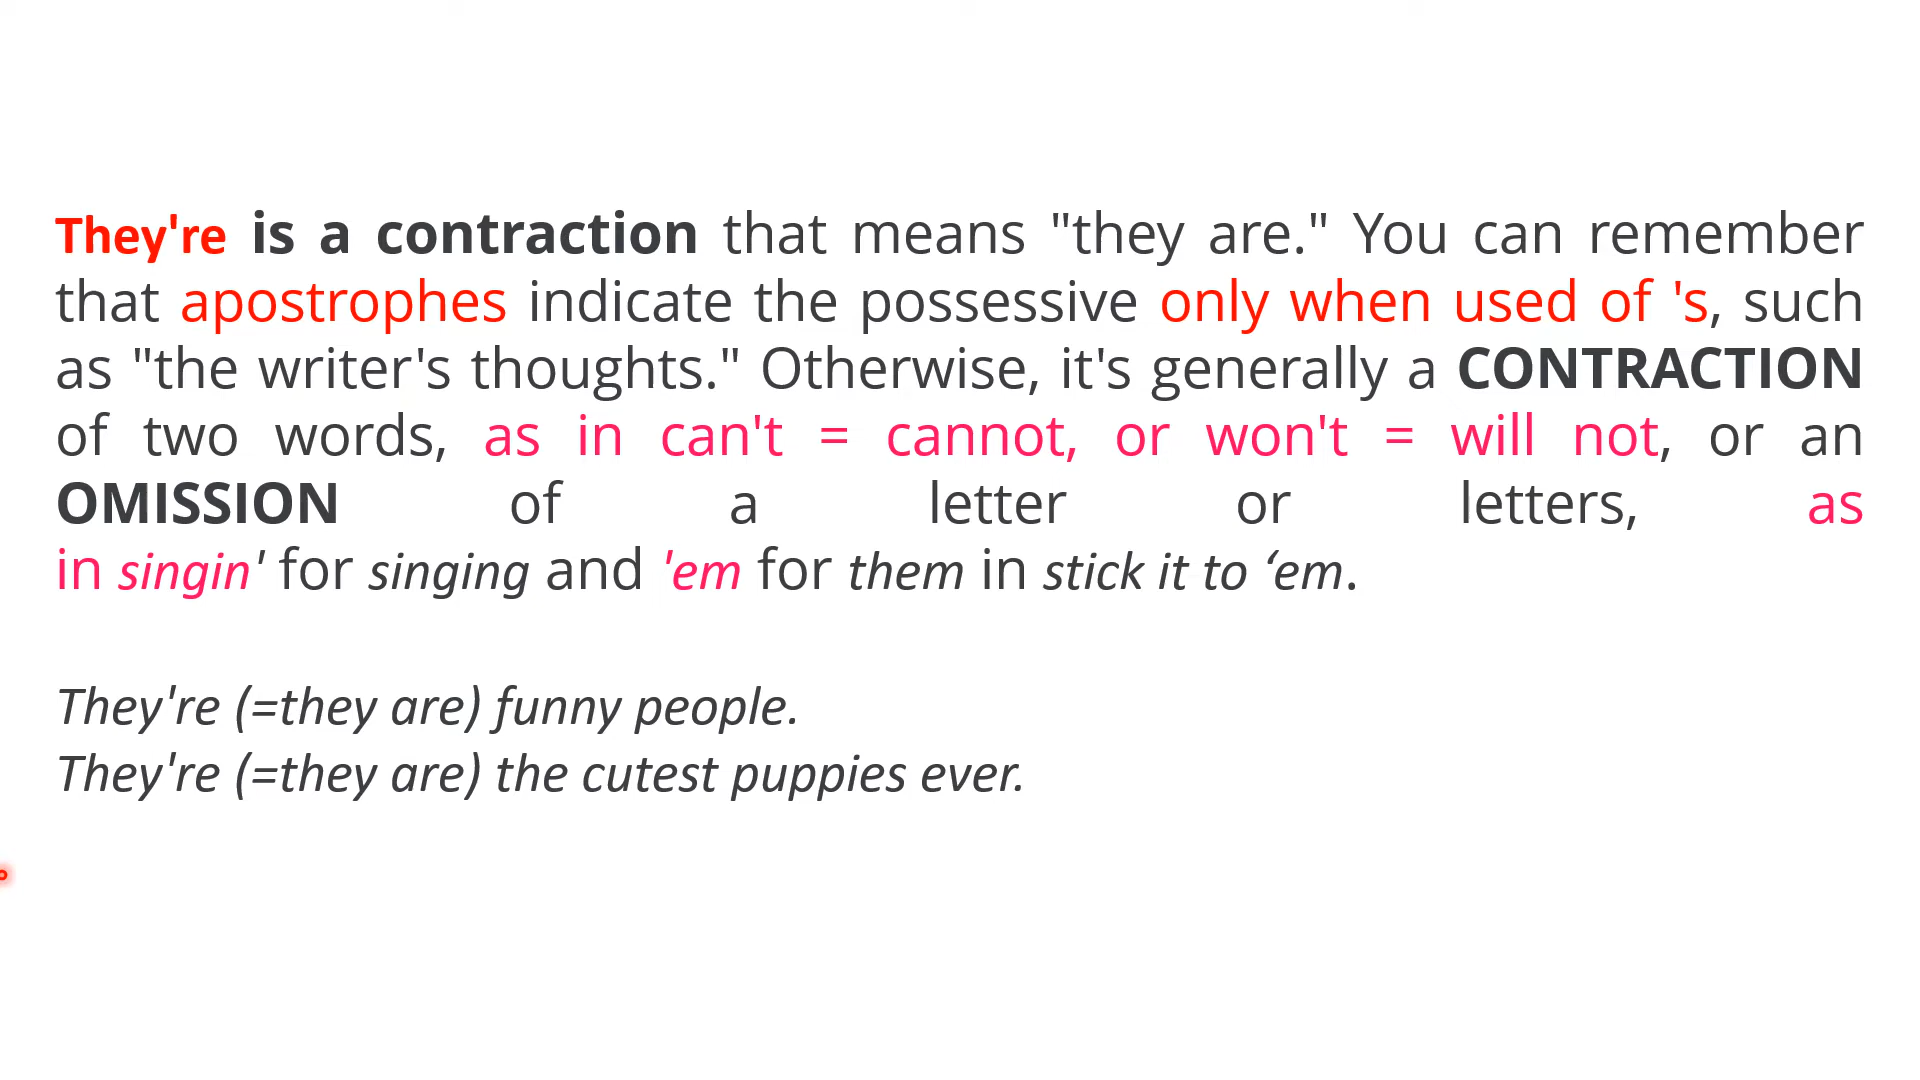 They're is a contraction that means "they are." You can remember
that apostrophes indicate the possessive only when used of 's, such
as "the writer's thoughts." Otherwise, it's generally a CONTRACTION
of two words, as in can't = cannot, or won't = will not, or an
OMISSION of a letter or letters, as
in singin' for singing and 'em for them in stick it to ‘em.
They're (=they are) funny people.
They're (=they are) the cutest puppies ever.